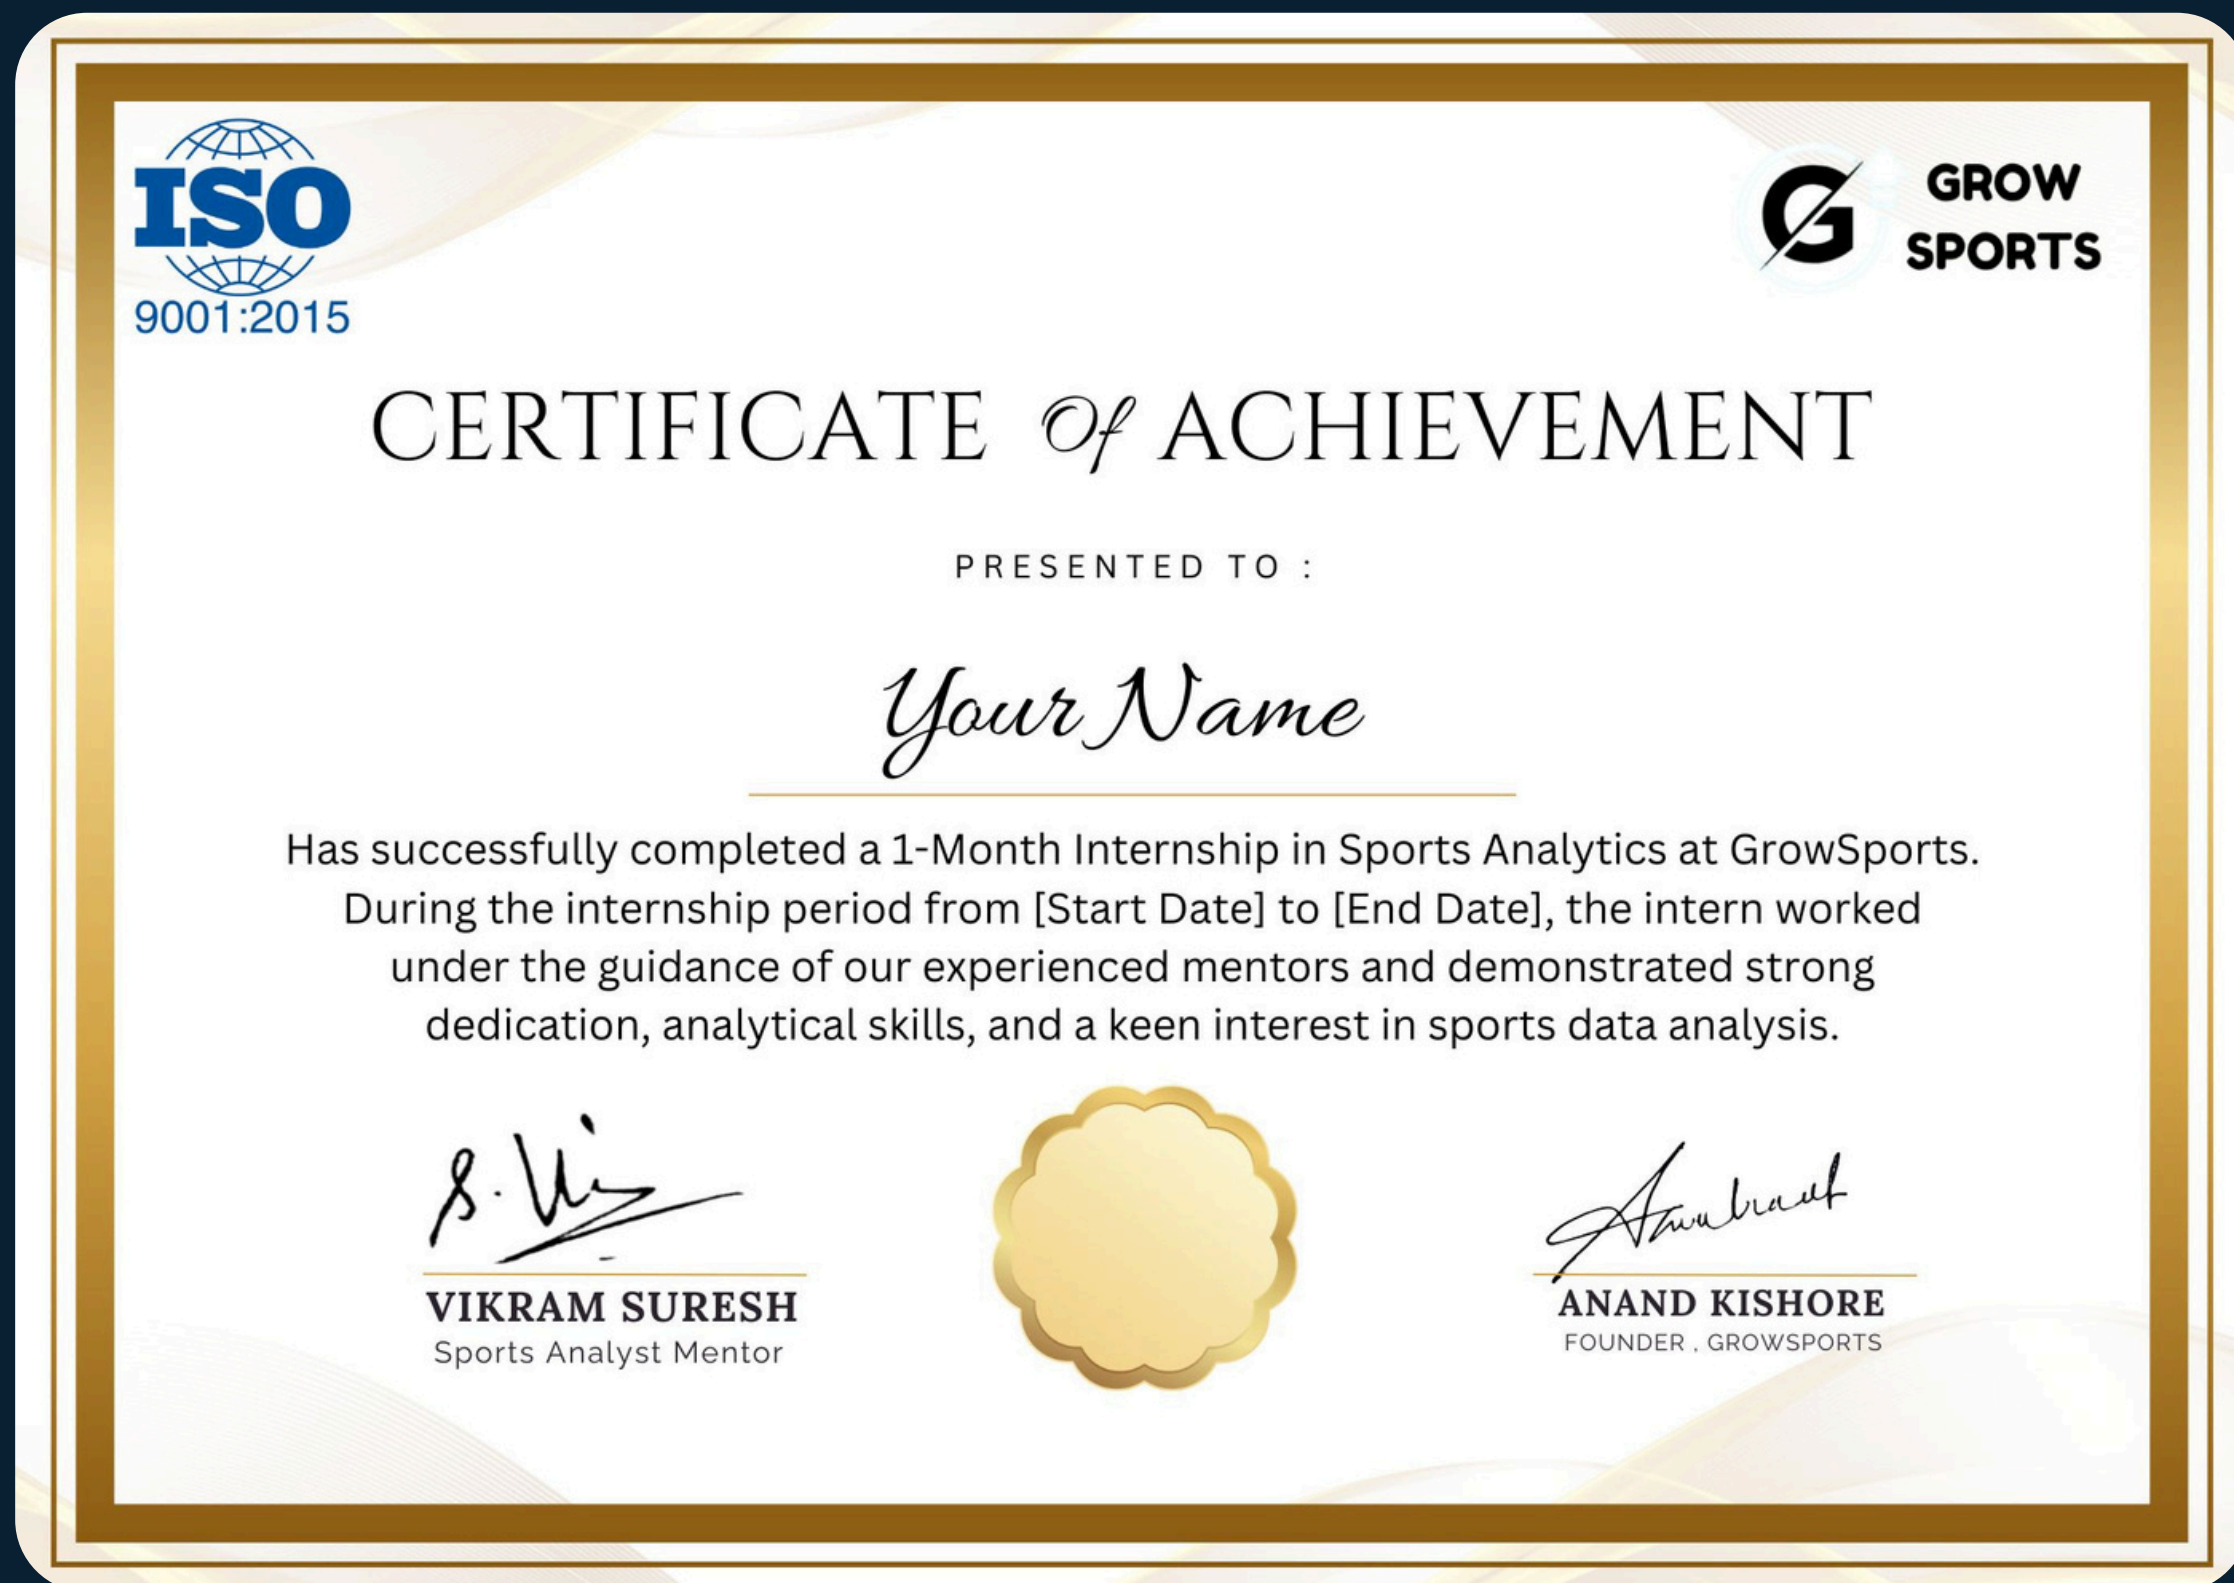 ISO
9001:2015
GROW
SPORTS
CERTIFICATE Of ACHIEVEMENT
PRESENTED TO :
Your Name
Has successfully completed a 1-Month Internship in Sports Analytics at GrowSports.
During the internship period from [Start Date] to [End Date], the intern worked
under the guidance of our experienced mentors and demonstrated strong
dedication, analytical skills, and a keen interest in sports data analysis.
VIKRAM SURESH
Sports Analyst Mentor
ANAND KISHORE
FOUNDER , GROWSPORTS